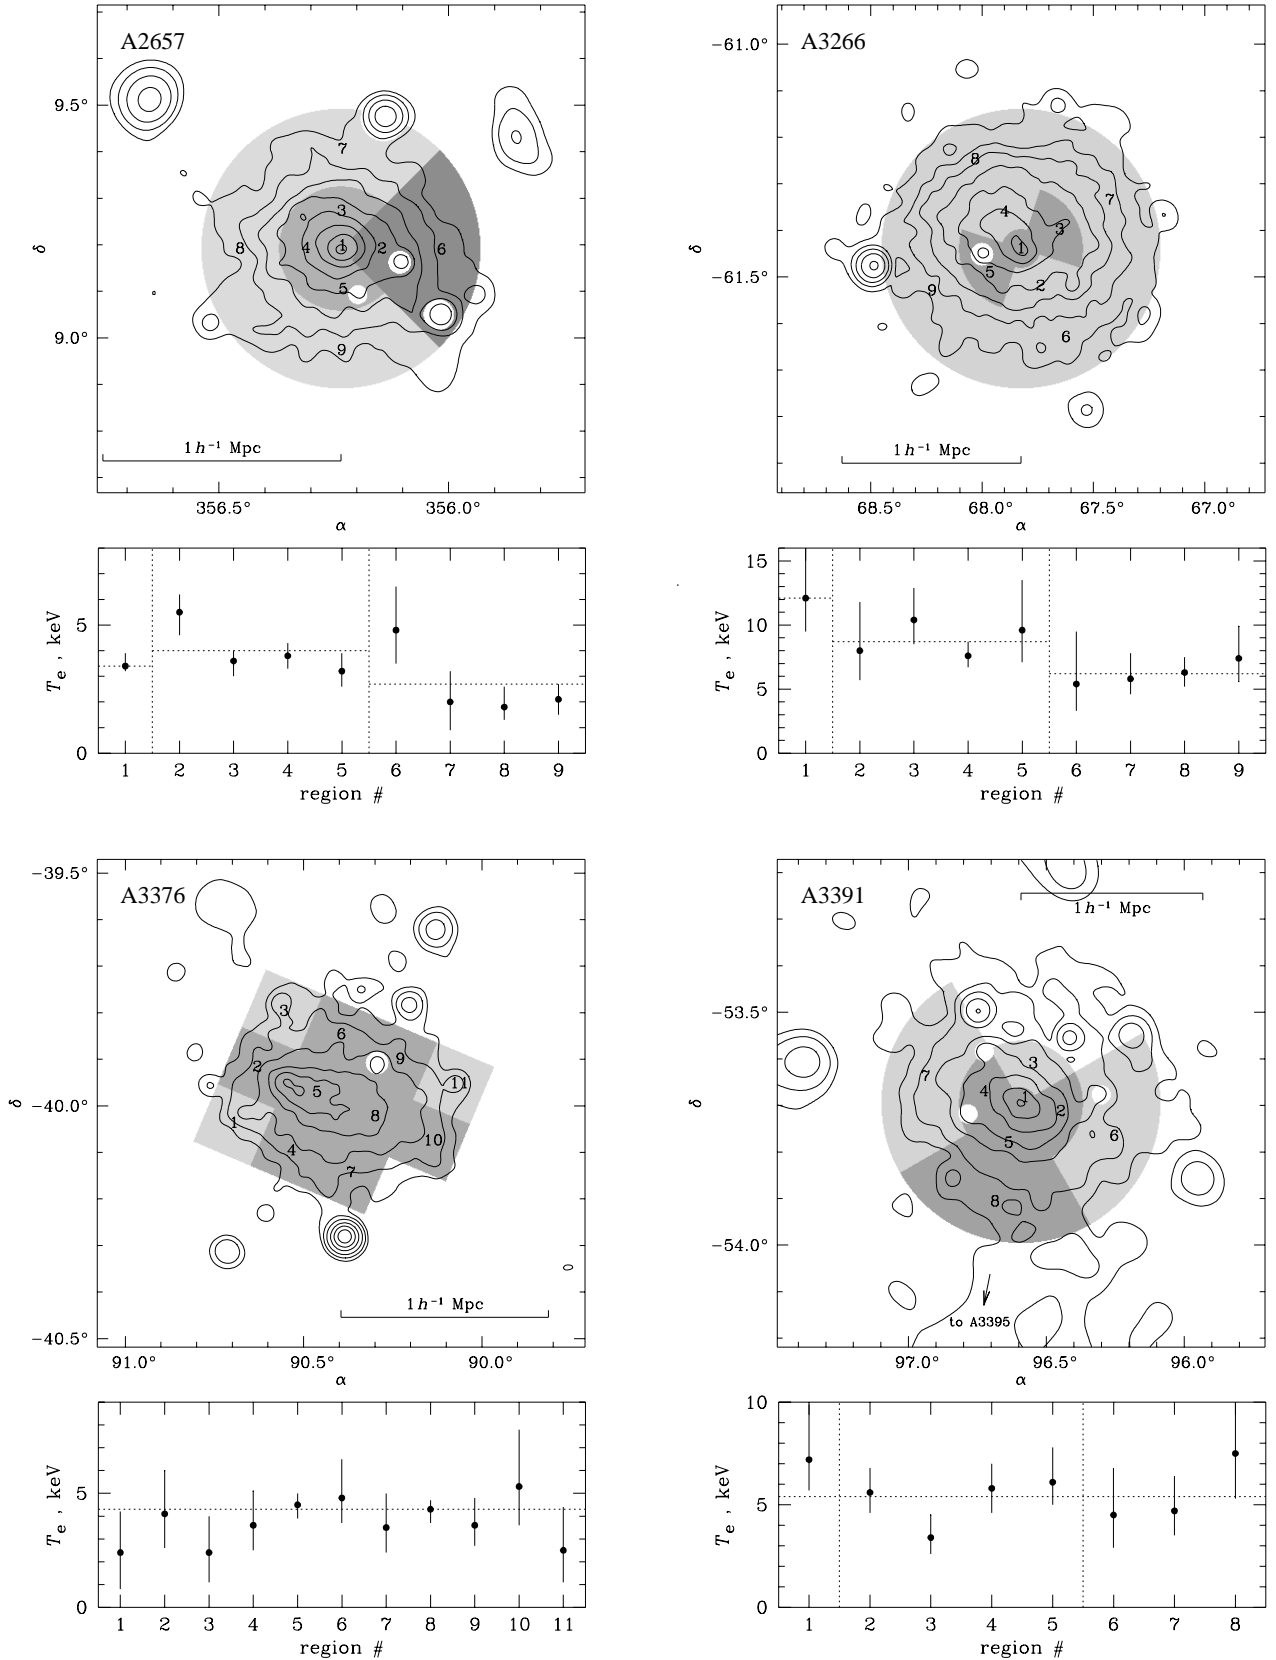 A2657
A3266
9.5°
9.0°
δ
7
3
8
4
1
2
6
5
9
1 h⁻¹ Mpc
356.5°
356.0°
α
−61.0°
−61.5°
δ
8
7
4
3
1
5
2
9
6
1 h⁻¹ Mpc
68.5°
68.0°
67.5°
67.0°
α
Tₑ , keV
5
0
1 2 3 4 5 6 7 8 9
region #
Tₑ , keV
15
10
5
0
1 2 3 4 5 6 7 8 9
region #
A3376
A3391
−39.5°
−40.0°
−40.5°
δ
3
6
9
2
11
5
8
1
10
4
7
1 h⁻¹ Mpc
91.0°
90.5°
90.0°
α
1 h⁻¹ Mpc
−53.5°
−54.0°
δ
3
7
4
1
2
6
5
8
to A3395
97.0°
96.5°
96.0°
α
Tₑ , keV
5
0
1 2 3 4 5 6 7 8 9 10 11
region #
Tₑ , keV
10
5
0
1 2 3 4 5 6 7 8
region #